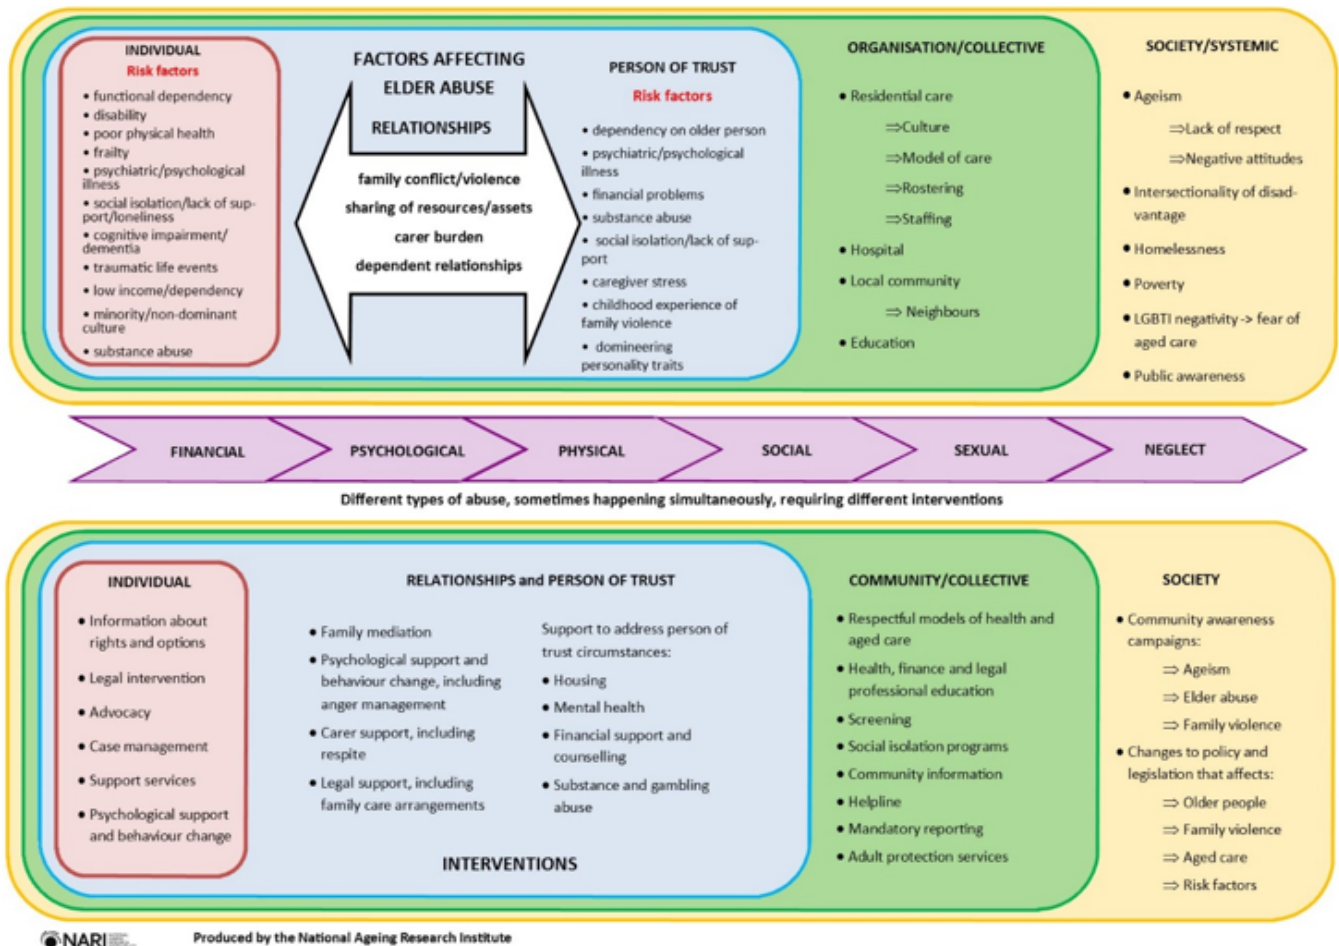 INDIVIDUAL
Risk factors
• functional dependency
• disability
• poor physical health
• frailty
• psychiatric/psychological
illness
• social isolation/lack of sup-
port/loneliness
• cognitive impairment/
dementia
• traumatic life events
• low income/dependency
• minority/non-dominant
culture
• substance abuse
FACTORS AFFECTING
ELDER ABUSE
RELATIONSHIPS
family conflict/violence
sharing of resources/assets
carer burden
dependent relationships
PERSON OF TRUST
Risk factors
• dependency on older person
• psychiatric/psychological
illness
• financial problems
• substance abuse
• social isolation/lack of sup-
port
• caregiver stress
• childhood experience of
family violence
• domineering
personality traits
ORGANISATION/COLLECTIVE
• Residential care
⇒Culture
⇒Model of care
⇒Rostering
⇒Staffing
• Hospital
• Local community
⇒ Neighbours
• Education
SOCIETY/SYSTEMIC
• Ageism
⇒Lack of respect
⇒Negative attitudes
• Intersectionality of disad-
vantage
• Homelessness
• Poverty
• LGBTI negativity -> fear of
aged care
• Public awareness
FINANCIAL
PSYCHOLOGICAL
PHYSICAL
SOCIAL
SEXUAL
NEGLECT
Different types of abuse, sometimes happening simultaneously, requiring different interventions
INDIVIDUAL
• Information about
rights and options
• Legal intervention
• Advocacy
• Case management
• Support services
• Psychological support
and behaviour change
RELATIONSHIPS and PERSON OF TRUST
• Family mediation
• Psychological support and
behaviour change, including
anger management
• Carer support, including
respite
• Legal support, including
family care arrangements
Support to address person of
trust circumstances:
• Housing
• Mental health
• Financial support and
counselling
• Substance and gambling
abuse
INTERVENTIONS
COMMUNITY/COLLECTIVE
• Respectful models of health and
aged care
• Health, finance and legal
professional education
• Screening
• Social isolation programs
• Community information
• Helpline
• Mandatory reporting
• Adult protection services
SOCIETY
• Community awareness
campaigns:
⇒ Ageism
⇒ Elder abuse
⇒ Family violence
• Changes to policy and
legislation that affects:
⇒ Older people
⇒ Family violence
⇒ Aged care
⇒ Risk factors
NARI
Produced by the National Ageing Research Institute